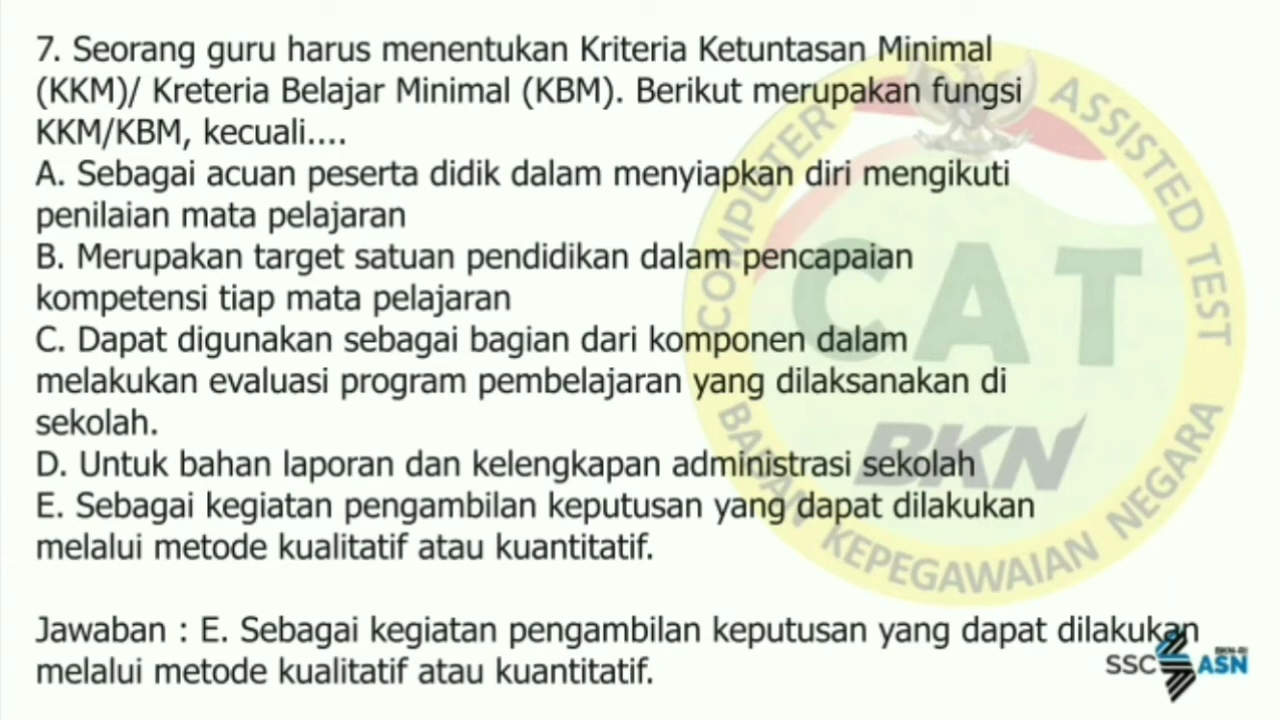 7. Seorang guru harus menentukan Kriteria Ketuntasan Minimal
(KKM)/ Kreteria Belajar Minimal (KBM). Berikut merupakan fungsi
KKM/KBM, kecuali....
A. Sebagai acuan peserta didik dalam menyiapkan diri mengikuti
penilaian mata pelajaran
B. Merupakan target satuan pendidikan dalam pencapaian
kompetensi tiap mata pelajaran
C. Dapat digunakan sebagai bagian dari komponen dalam
melakukan evaluasi program pembelajaran yang dilaksanakan di
sekolah.
D. Untuk bahan laporan dan kelengkapan administrasi sekolah
E. Sebagai kegiatan pengambilan keputusan yang dapat dilakukan
melalui metode kualitatif atau kuantitatif.
Jawaban : E. Sebagai kegiatan pengambilan keputusan yang dapat dilakukan
melalui metode kualitatif atau kuantitatif.
COMPUTER ASSISTED TEST
CAT
BKN
BADAN KEPEGAWAIAN NEGARA
BKN-RI
SSC ASN